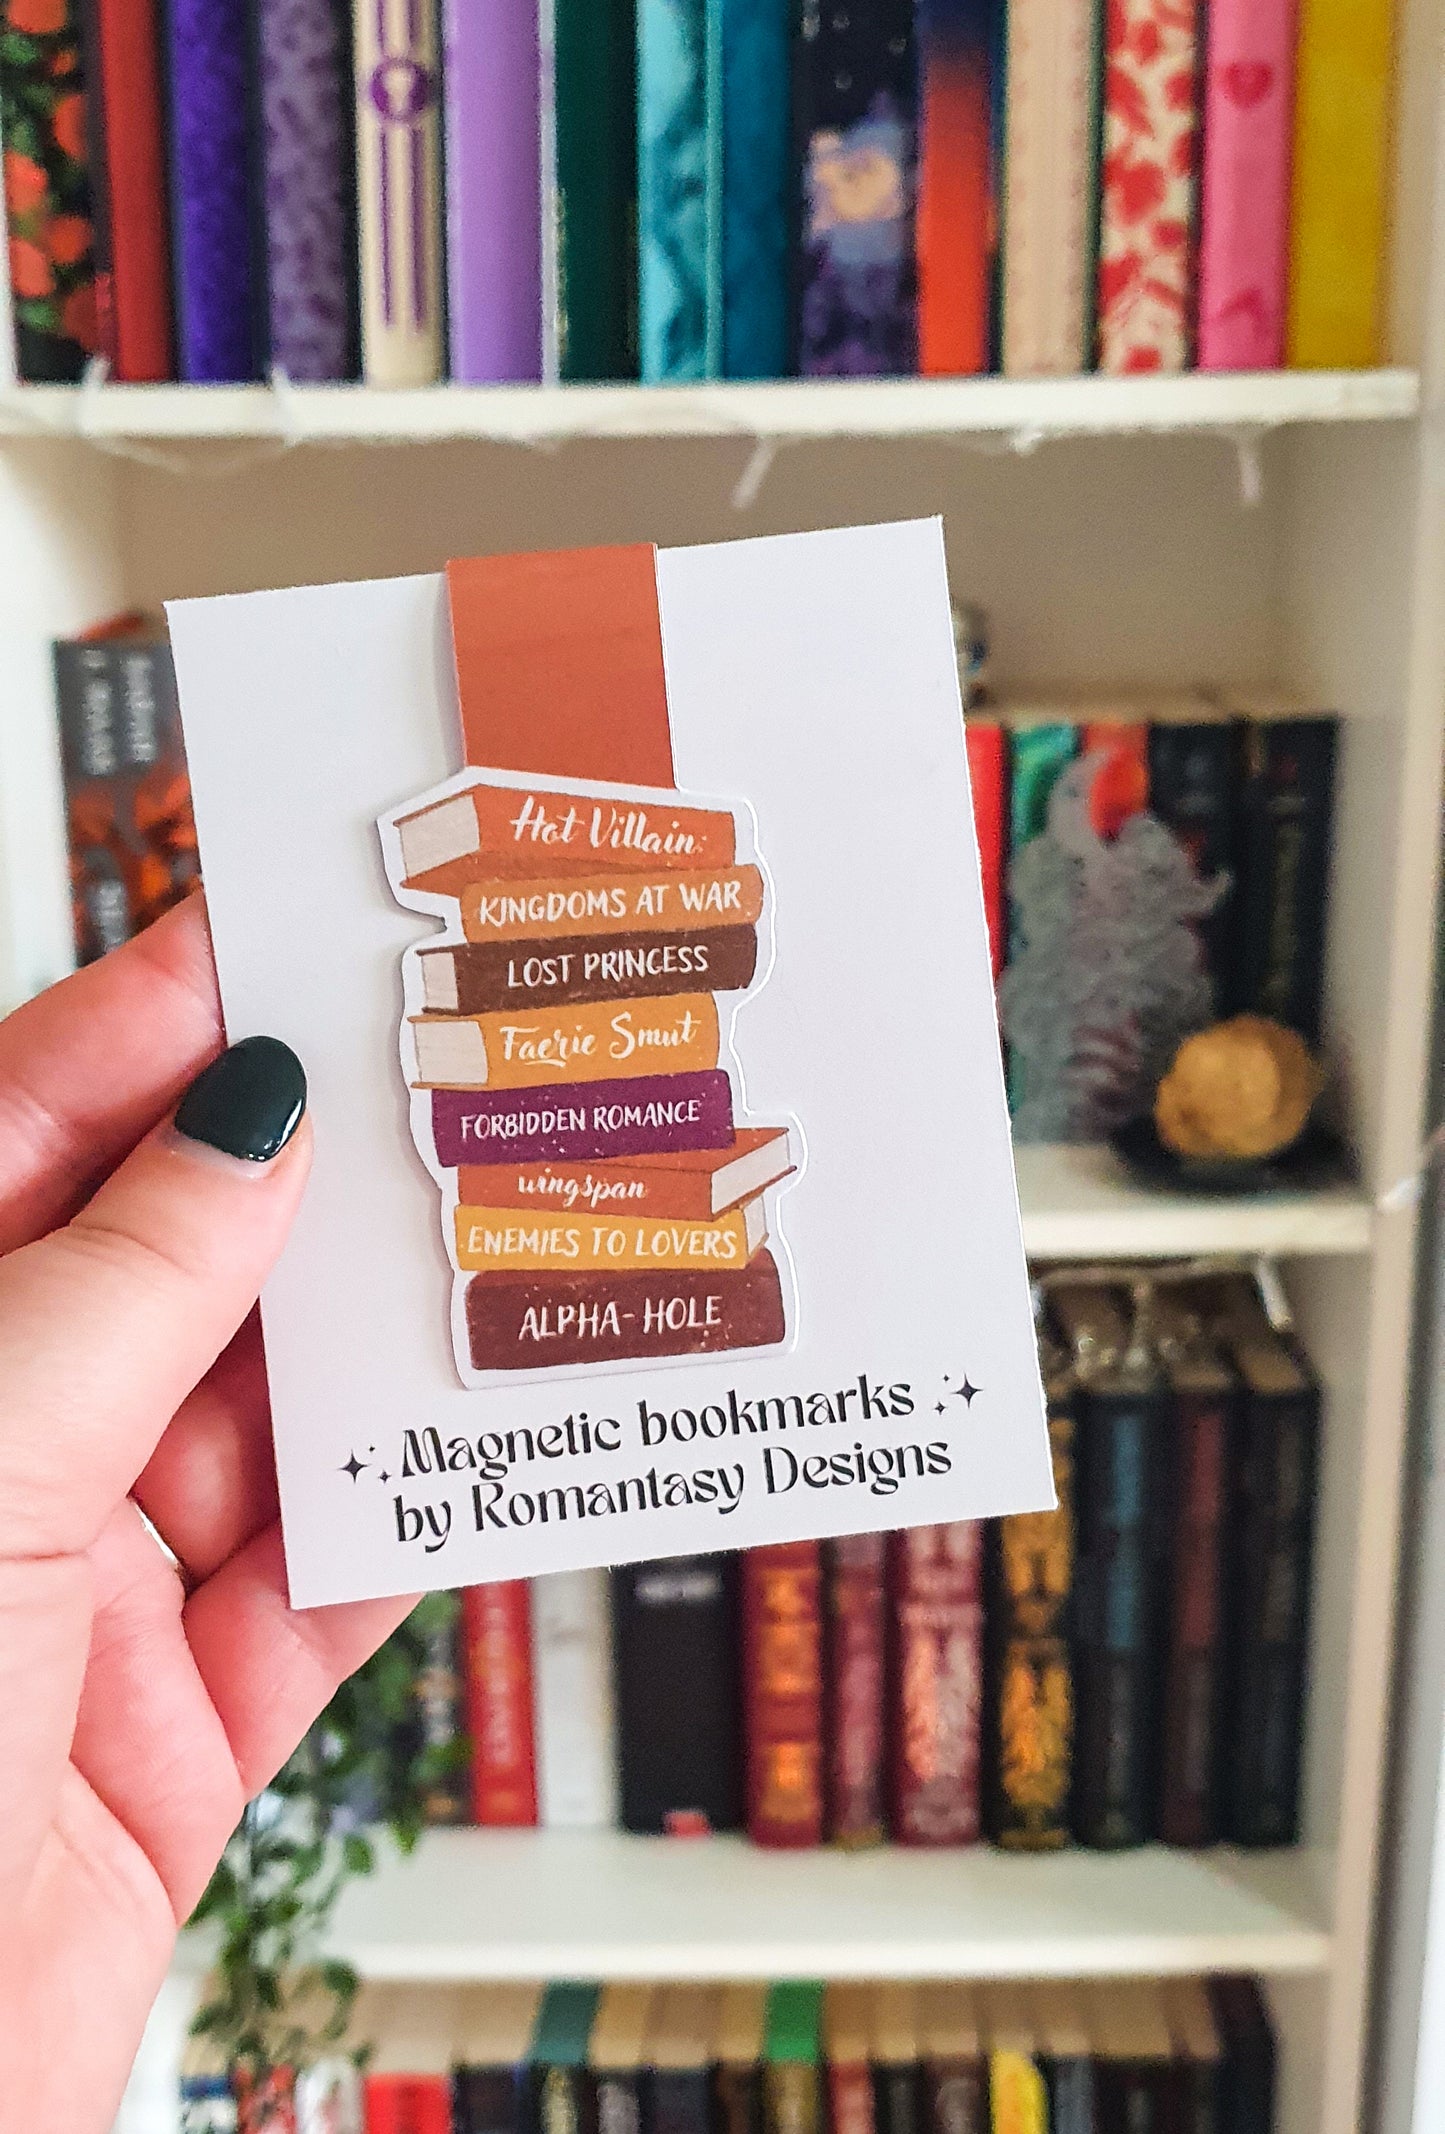 Hot Villain
KINGDOMS AT WAR
LOST PRINCESS
Faerie Smut
FORBIDDEN ROMANCE
wingspan
ENEMIES TO LOVERS
ALPHA-HOLE
Magnetic bookmarks
by Romantasy Designs